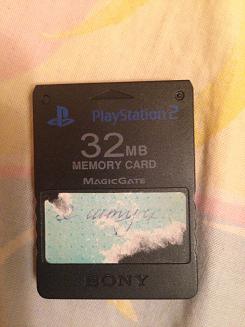 PlayStation 2
32MB
MEMORY CARD
MAGICGATE
SONY